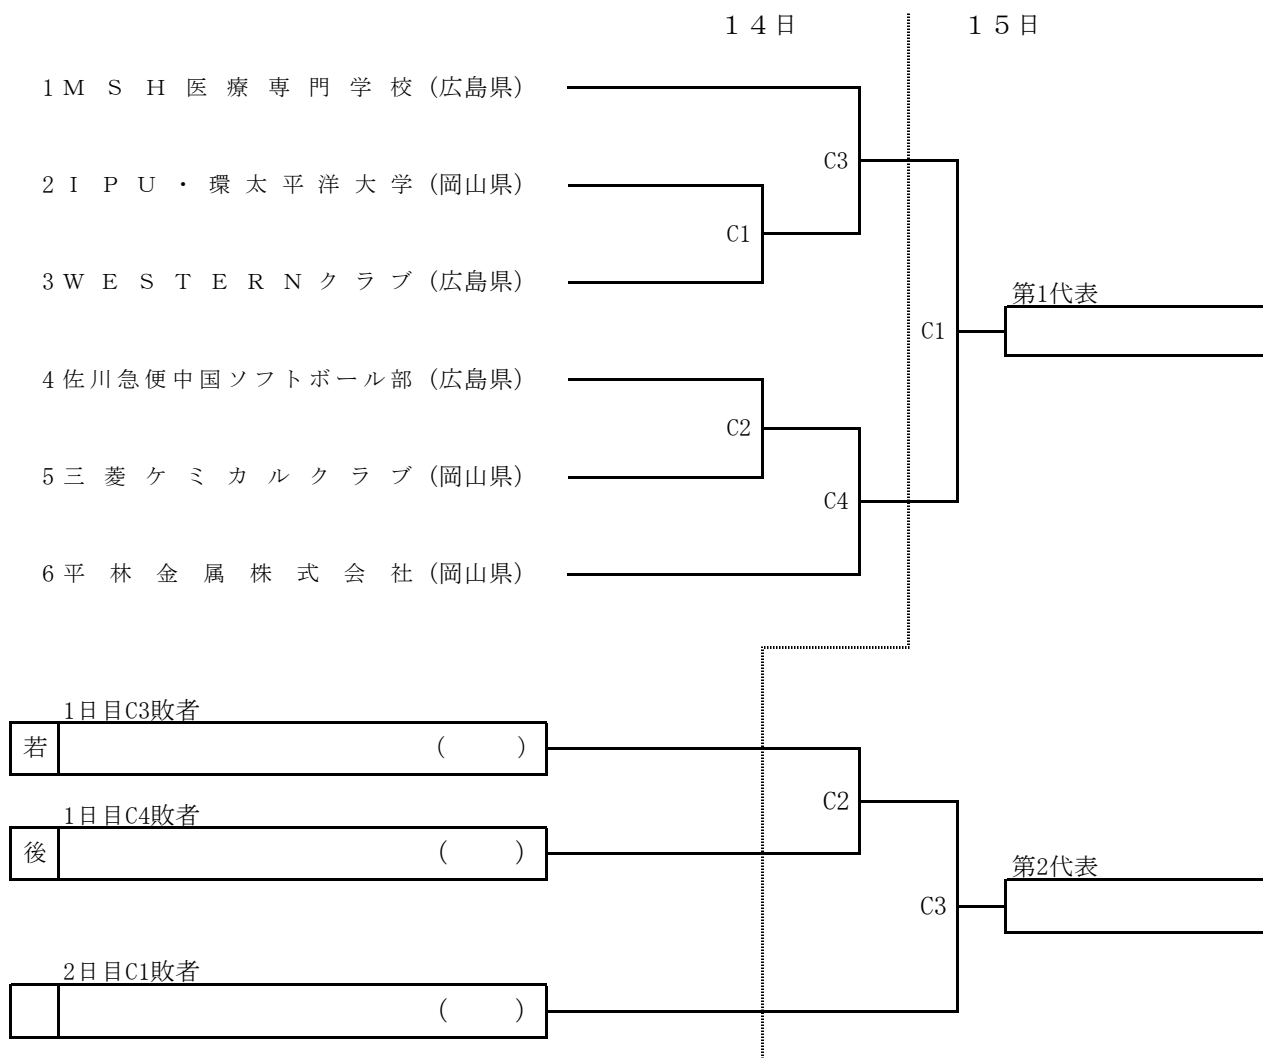 １４日 １５日
1 ＭＳＨ医療専門学校 (広島県)
C3
2 ＩＰＵ・環太平洋大学 (岡山県)
C1
3 ＷＥＳＴＥＲＮクラブ (広島県)
第1代表
C1
4 佐川急便中国ソフトボール部 (広島県)
C2
5 三菱ケミカルクラブ (岡山県)
C4
6 平林金属株式会社 (岡山県)
1日目C3敗者
若 ( )
C2
1日目C4敗者
後 ( )
第2代表
C3
2日目C1敗者
( )